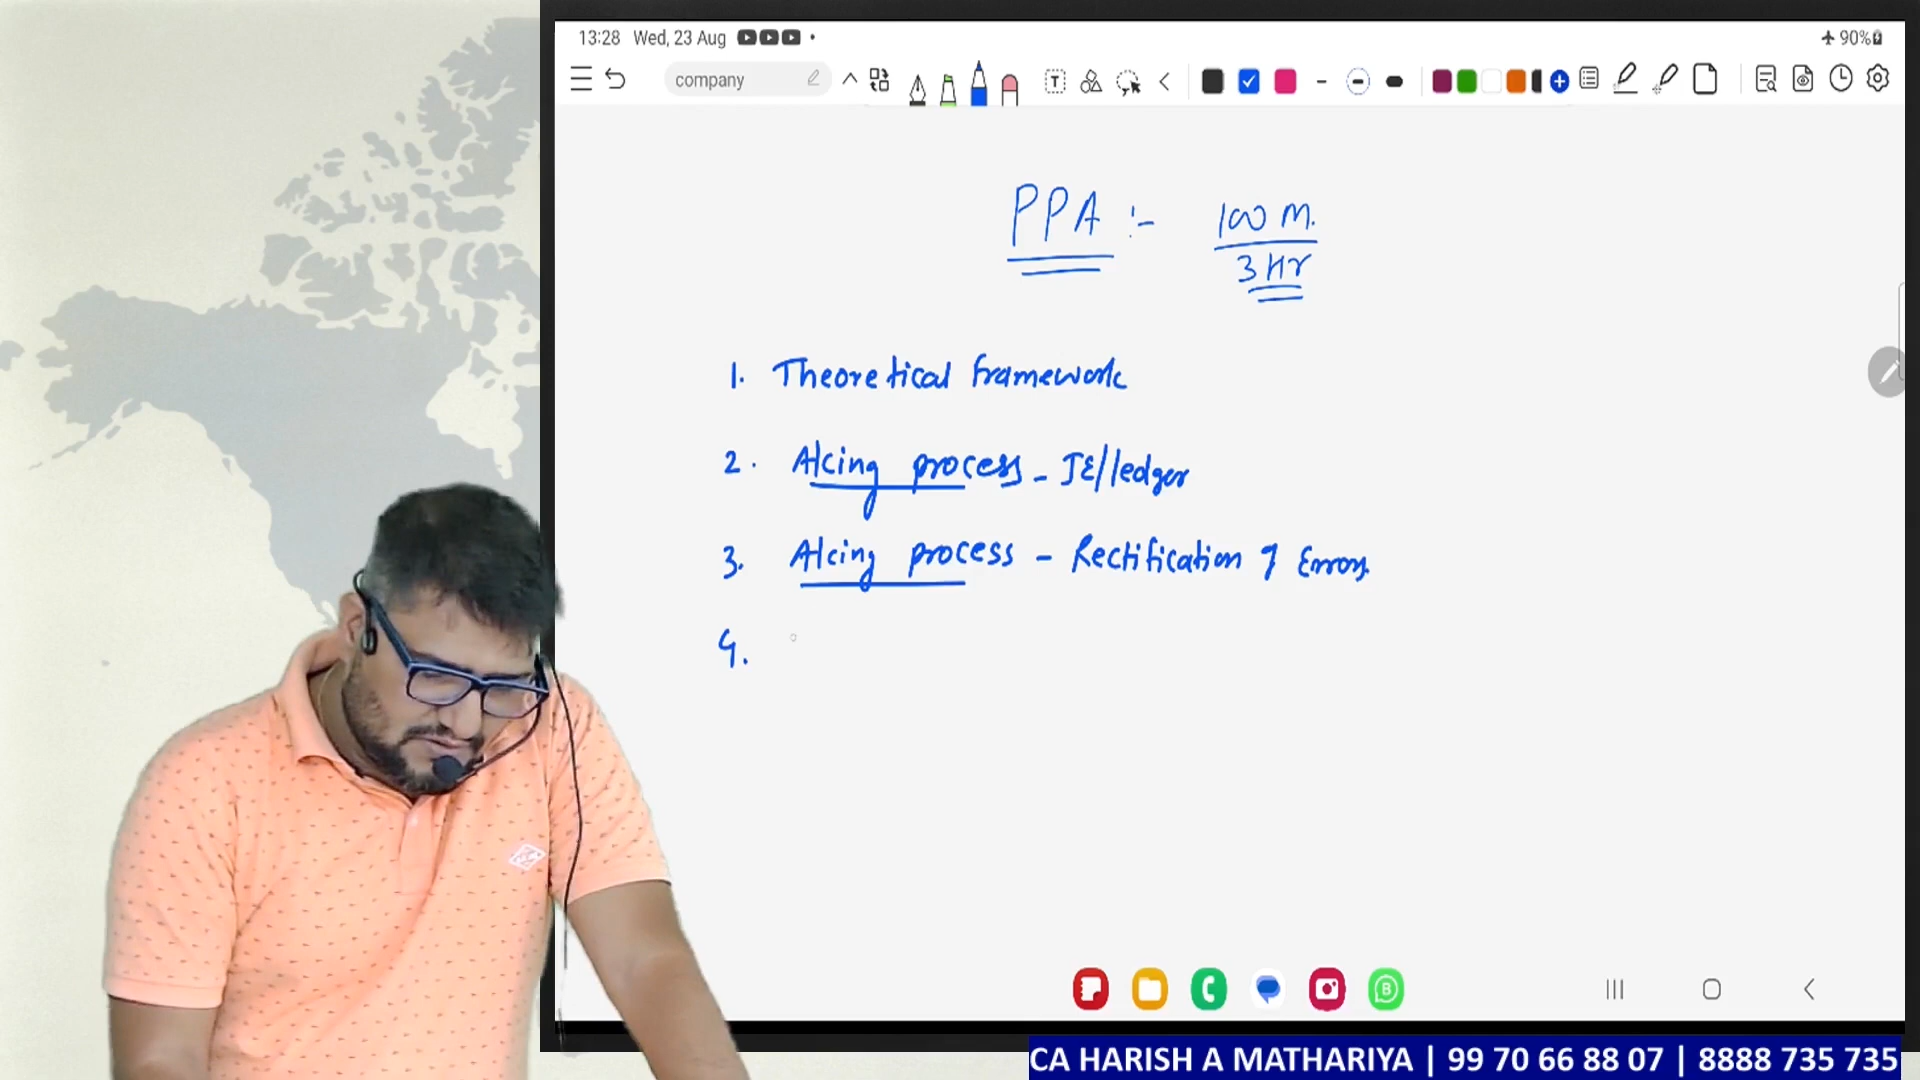 13:28 Wed, 23 Aug
90%
company
T
PPA :- 100 M.
3 Hr
1. Theoretical framework
2. A/cing process - JE/ledger
3. A/cing process - Rectification of Errors
4.
B
CA HARISH A MATHARIYA | 99 70 66 88 07 | 8888 735 735